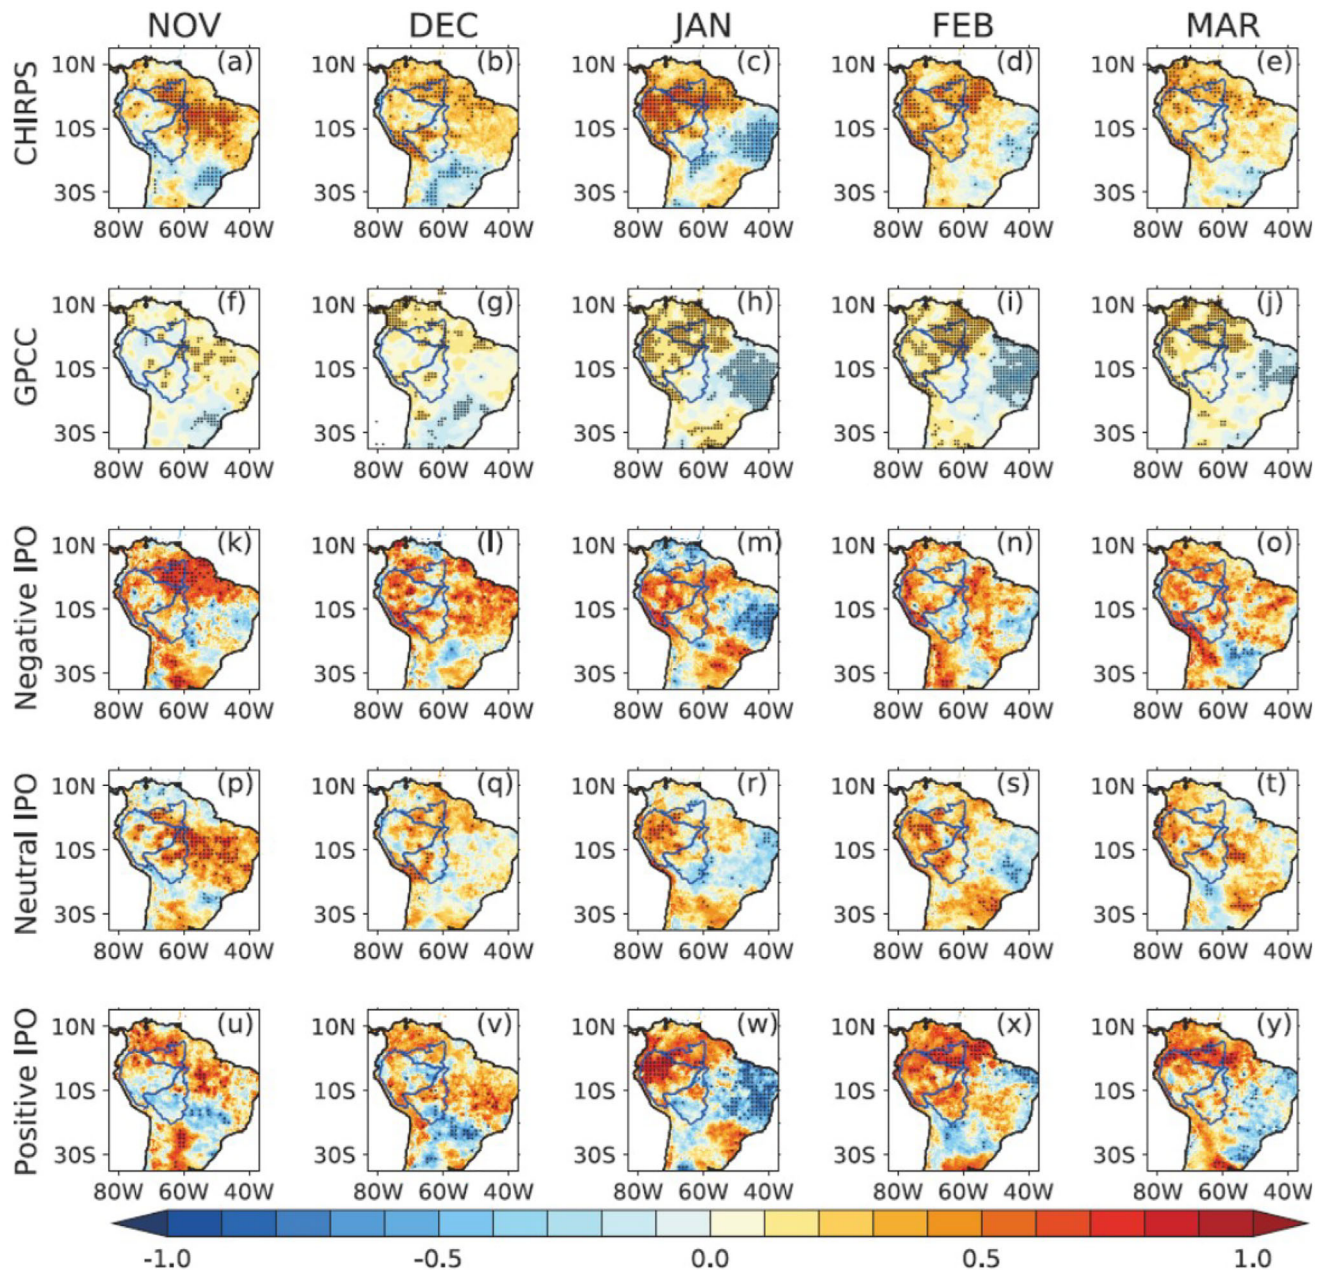 NOV DEC JAN FEB MAR
CHIRPS
10N (a) 10N (b) 10N (c) 10N (d) 10N (e)
10S 10S 10S 10S 10S
30S 30S 30S 30S 30S
80W 60W 40W 80W 60W 40W 80W 60W 40W 80W 60W 40W 80W 60W 40W
GPCC
10N (f) 10N (g) 10N (h) 10N (i) 10N (j)
10S 10S 10S 10S 10S
30S 30S 30S 30S 30S
80W 60W 40W 80W 60W 40W 80W 60W 40W 80W 60W 40W 80W 60W 40W
Negative IPO
10N (k) 10N (l) 10N (m) 10N (n) 10N (o)
10S 10S 10S 10S 10S
30S 30S 30S 30S 30S
80W 60W 40W 80W 60W 40W 80W 60W 40W 80W 60W 40W 80W 60W 40W
Neutral IPO
10N (p) 10N (q) 10N (r) 10N (s) 10N (t)
10S 10S 10S 10S 10S
30S 30S 30S 30S 30S
80W 60W 40W 80W 60W 40W 80W 60W 40W 80W 60W 40W 80W 60W 40W
Positive IPO
10N (u) 10N (v) 10N (w) 10N (x) 10N (y)
10S 10S 10S 10S 10S
30S 30S 30S 30S 30S
80W 60W 40W 80W 60W 40W 80W 60W 40W 80W 60W 40W 80W 60W 40W
-1.0 -0.5 0.0 0.5 1.0